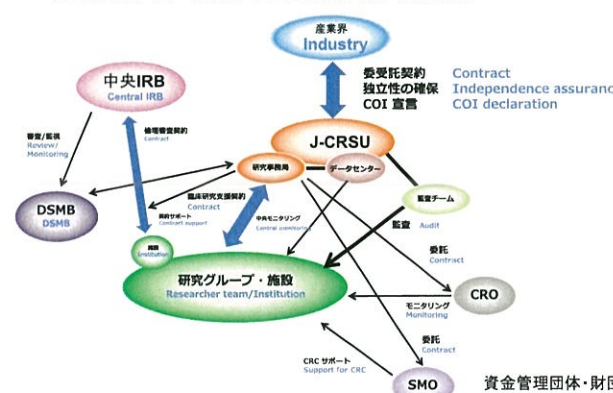 産業界
Industry
委受託契約 Contract
独立性の確保 Independence assuranc
COI 宣言 COI declaration
中央IRB
Central IRB
J-CRSU
審査/監視
Review/
Monitoring
倫理審査契約
Contract
研究事務局
データセンター
DSMB
DSMB
臨床研究支援契約
Contract
契約サポート
Contract support
中央モニタリング
Central monitoring
監査チーム
監査 Audit
施設
Institution
研究グループ・施設
Researcher team/Institution
委託
Contract
CRO
モニタリング
Monitoring
委託
Contract
CRC サポート
Support for CRC
SMO
資金管理団体・財団